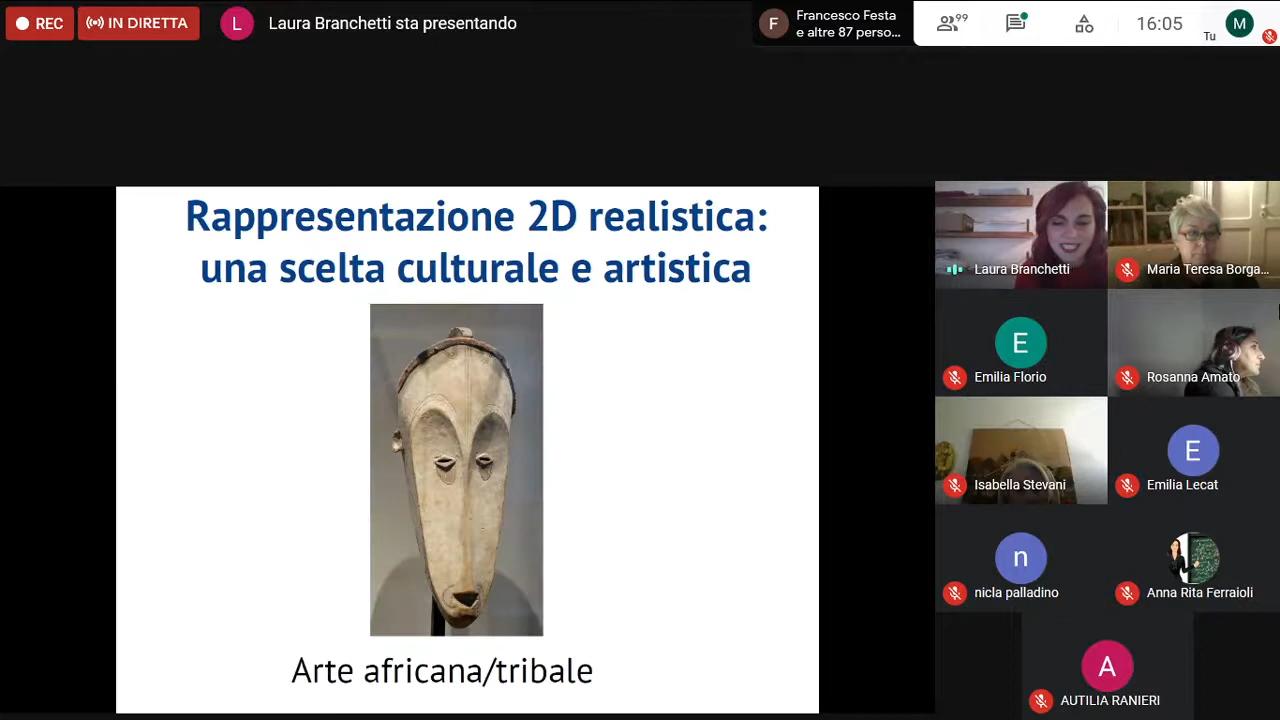 REC
IN DIRETTA
L
Laura Branchetti sta presentando
F
Francesco Festa
e altre 87 perso...
99
16:05
Tu
M
Rappresentazione 2D realistica:
una scelta culturale e artistica
Arte africana/tribale
Laura Branchetti
Maria Teresa Borga...
E
Emilia Florio
Rosanna Amato
Isabella Stevani
E
Emilia Lecat
n
nicla palladino
Anna Rita Ferraioli
A
AUTILIA RANIERI